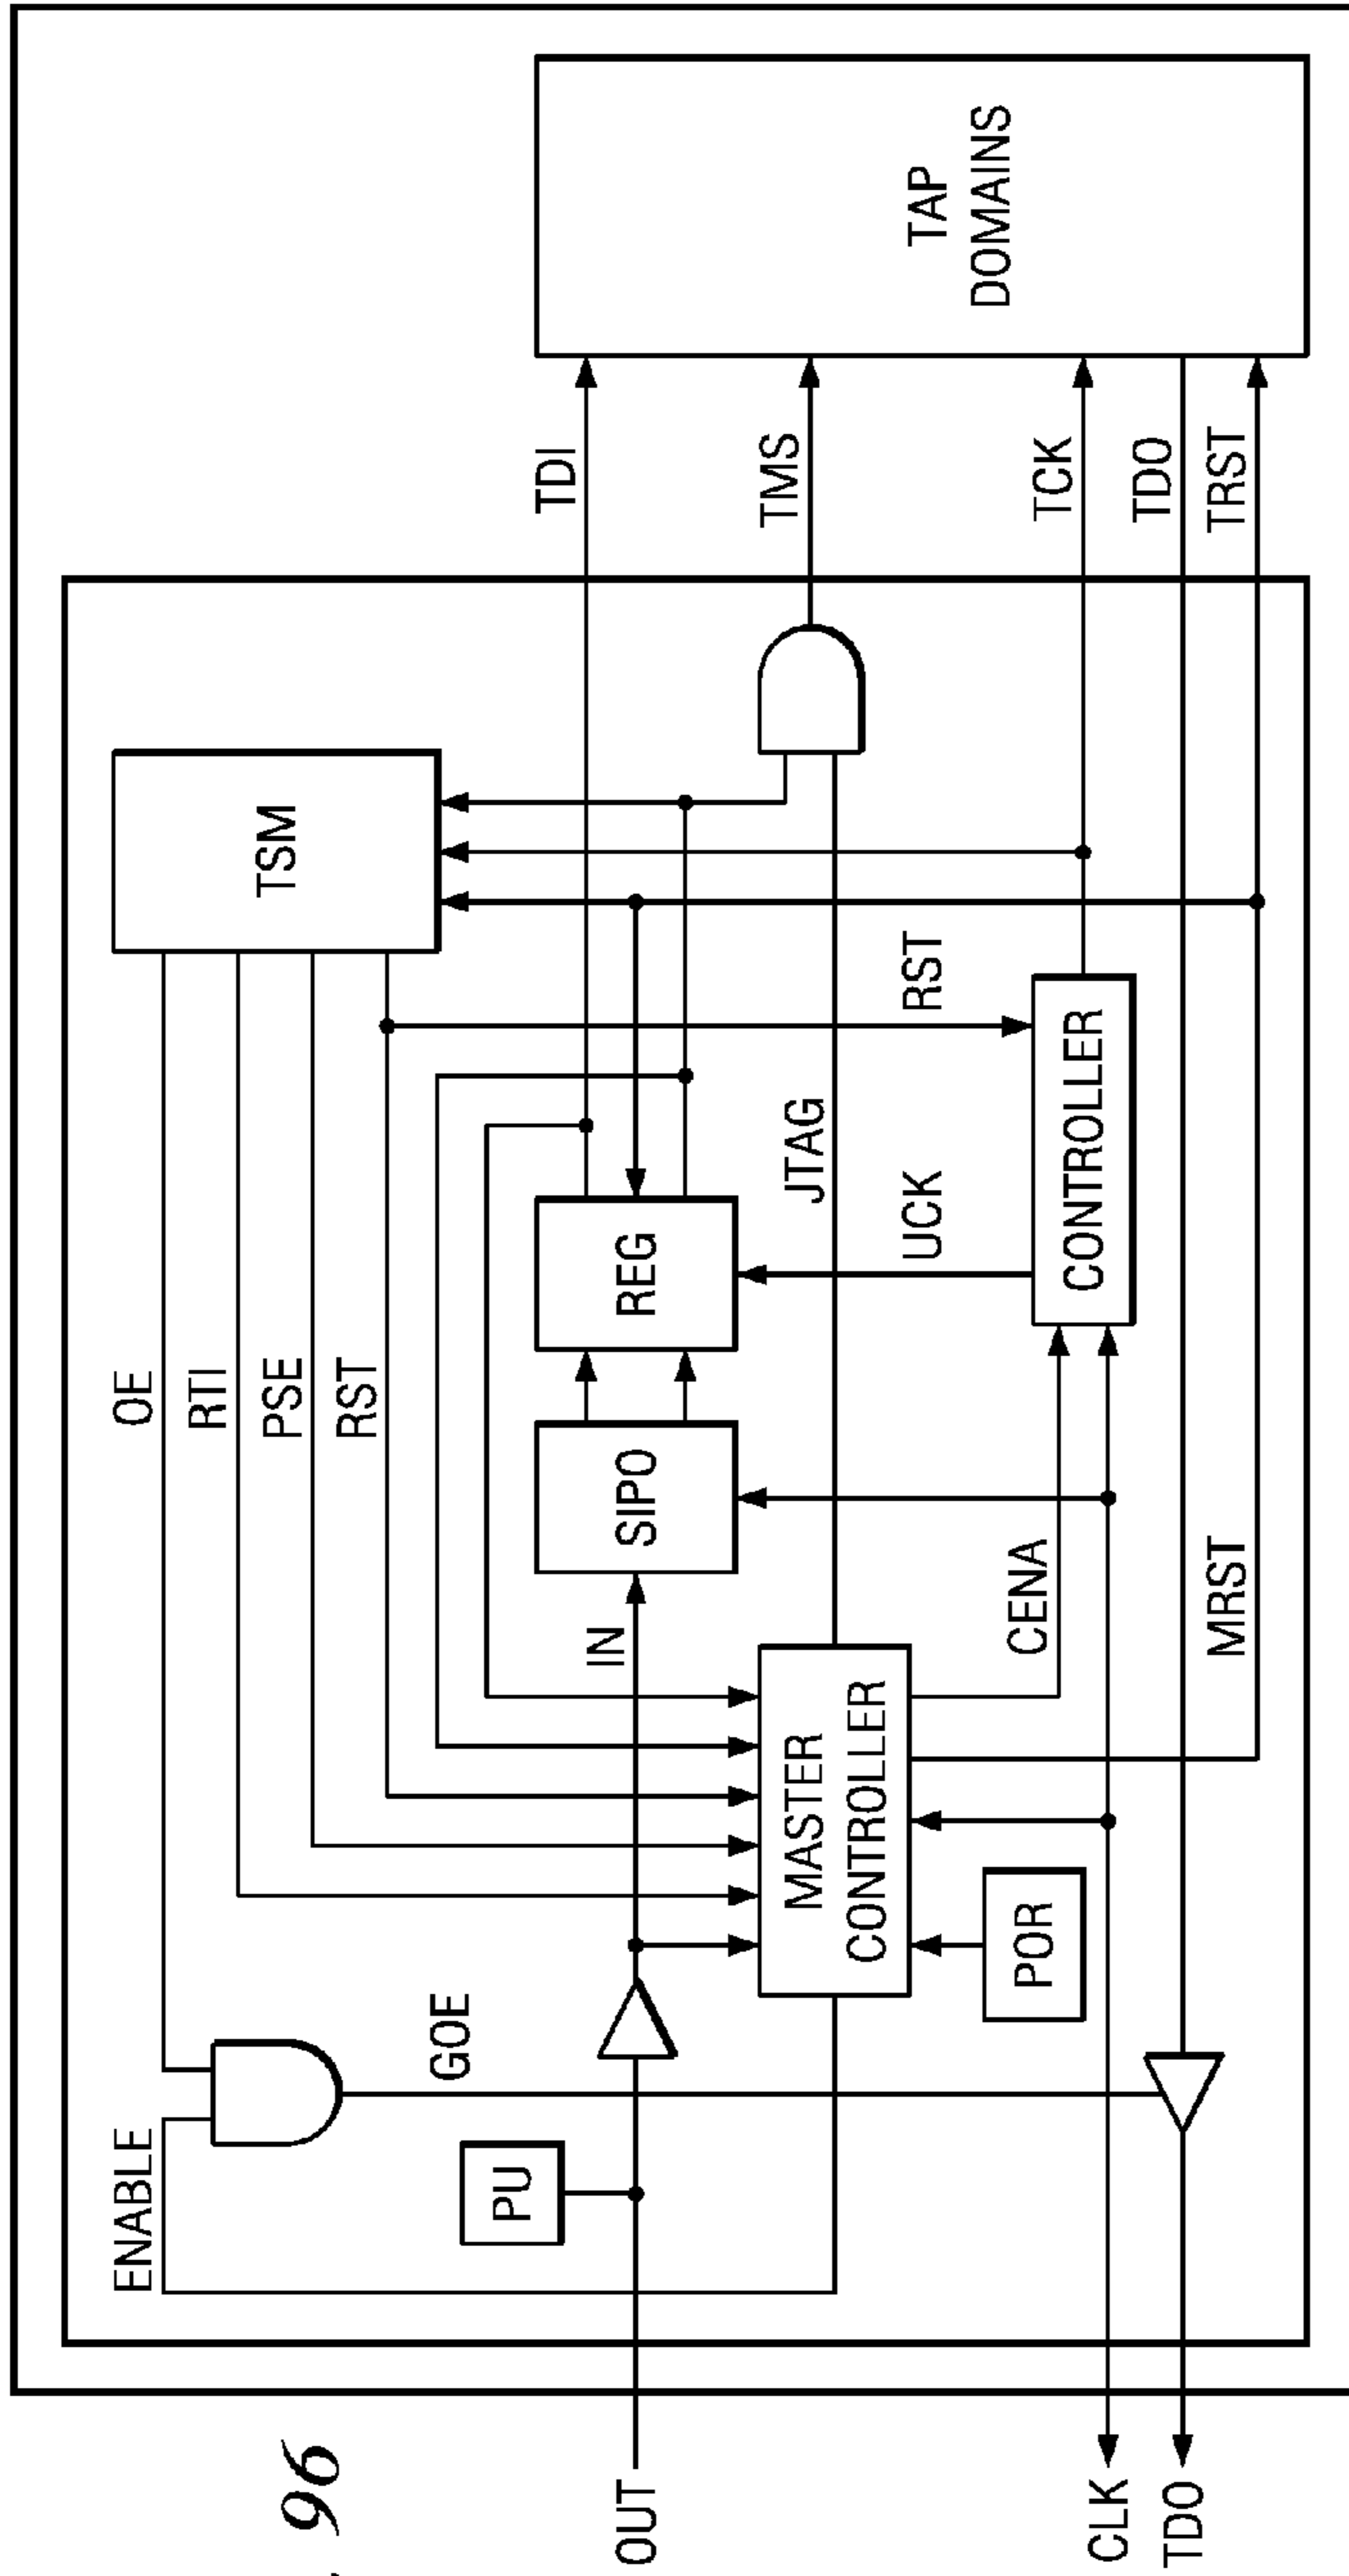 96
ENABLE
OE
RTI
PSE
RST
TSM
GOE
PU
OUT
IN
SIPO
REG
TDI
TMS
TAP
DOMAINS
JTAG
UCK
RST
MASTER
CONTROLLER
CENA
CONTROLLER
TCK
POR
MRST
TDO
TRST
CLK
TDO